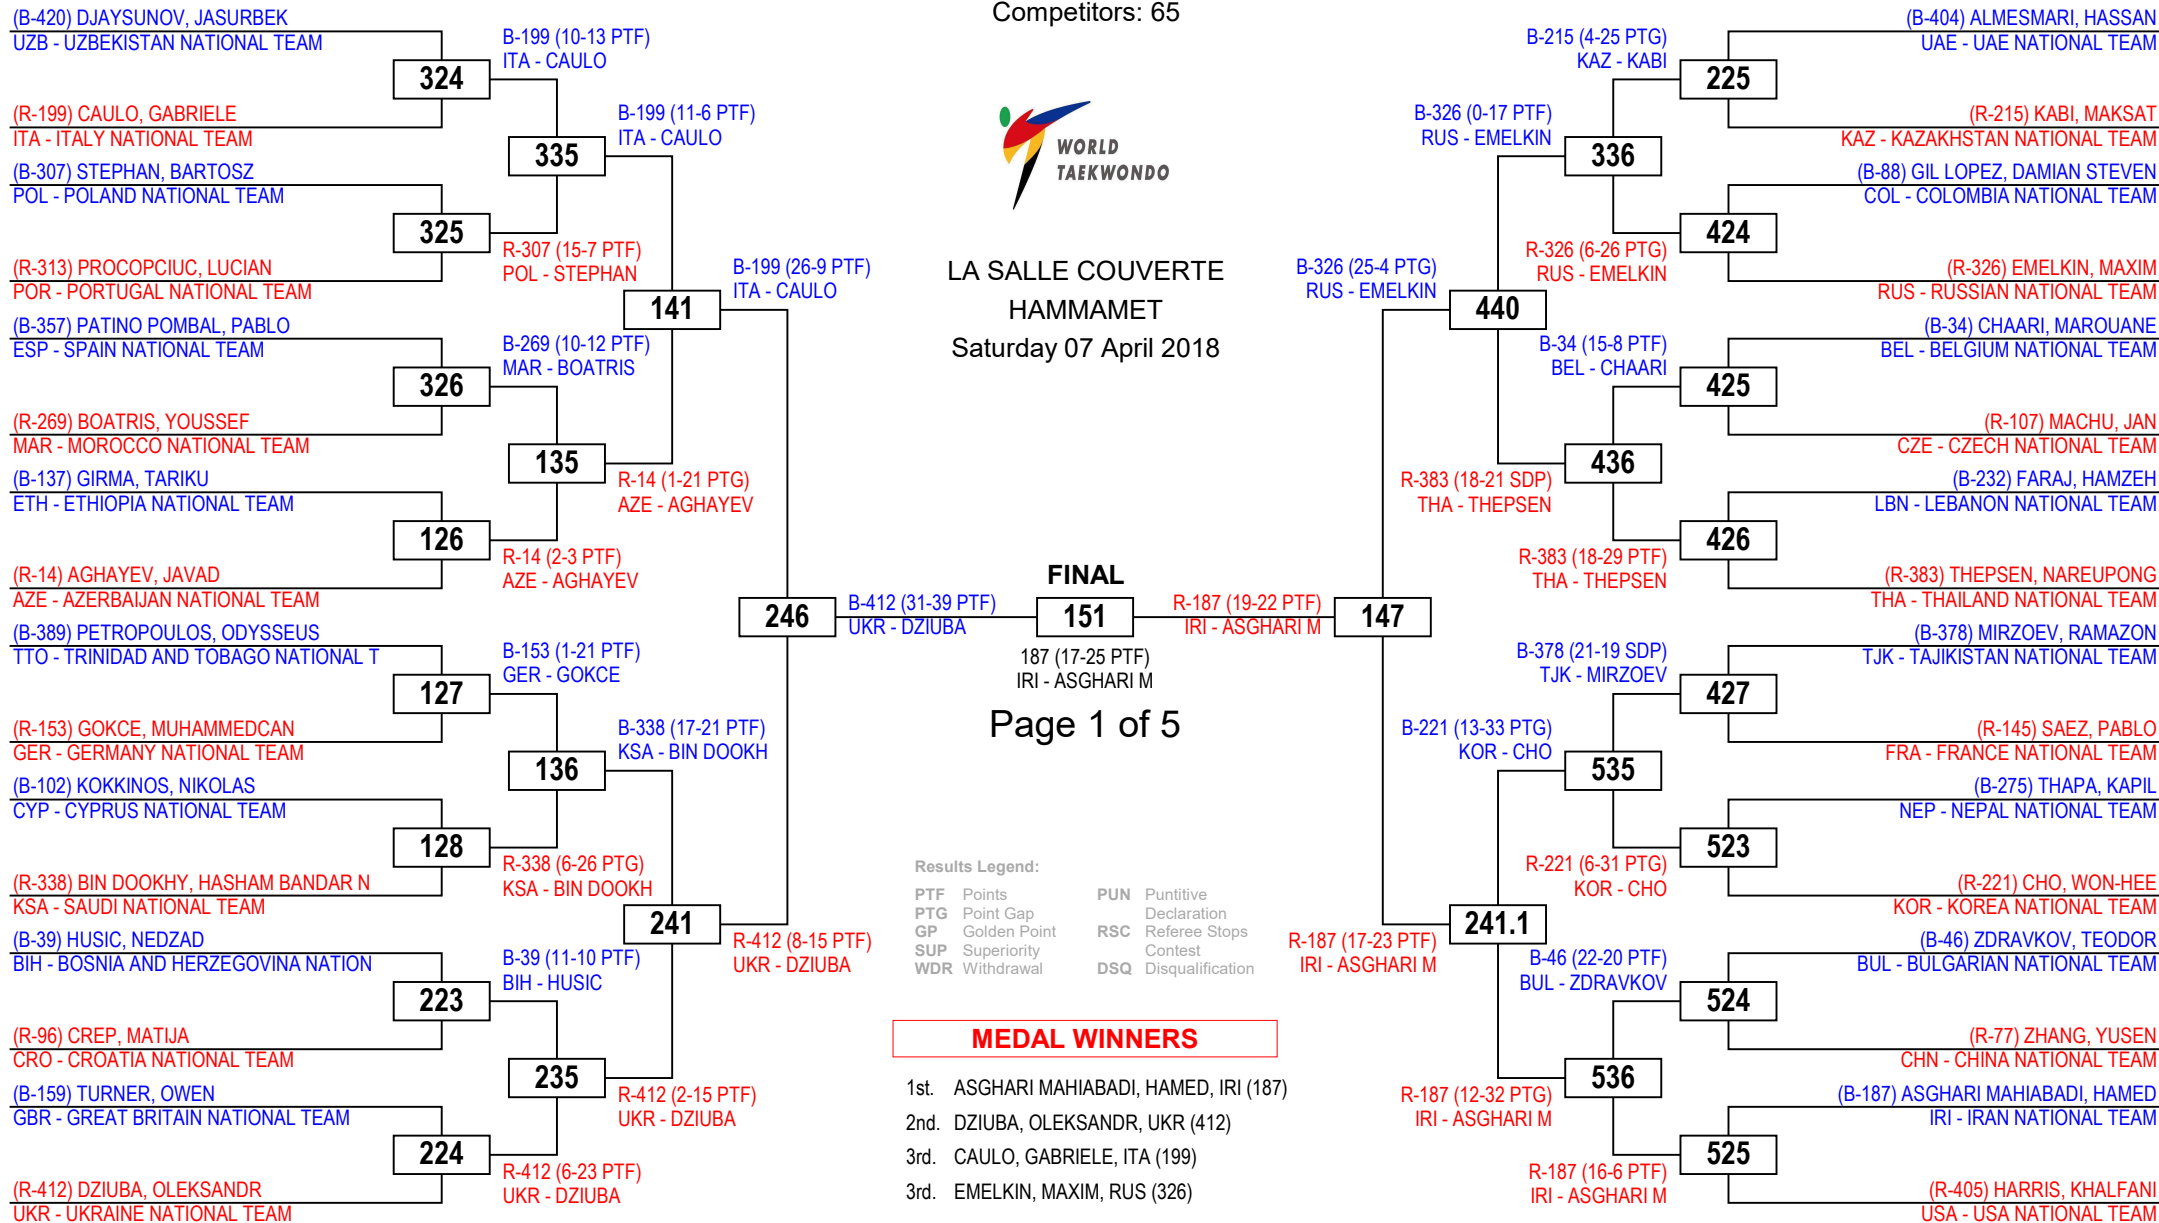 Competitors: 65
(B-420) DJAYSUNOV, JASURBEK
UZB - UZBEKISTAN NATIONAL TEAM
324
(R-199) CAULO, GABRIELE
ITA - ITALY NATIONAL TEAM
(B-307) STEPHAN, BARTOSZ
POL - POLAND NATIONAL TEAM
325
(R-313) PROCOPCIUC, LUCIAN
POR - PORTUGAL NATIONAL TEAM
(B-357) PATINO POMBAL, PABLO
ESP - SPAIN NATIONAL TEAM
326
(R-269) BOATRIS, YOUSSEF
MAR - MOROCCO NATIONAL TEAM
(B-137) GIRMA, TARIKU
ETH - ETHIOPIA NATIONAL TEAM
126
(R-14) AGHAYEV, JAVAD
AZE - AZERBAIJAN NATIONAL TEAM
(B-389) PETROPOULOS, ODYSSEUS
TTO - TRINIDAD AND TOBAGO NATIONAL T
127
(R-153) GOKCE, MUHAMMEDCAN
GER - GERMANY NATIONAL TEAM
(B-102) KOKKINOS, NIKOLAS
CYP - CYPRUS NATIONAL TEAM
128
(R-338) BIN DOOKHY, HASHAM BANDAR N
KSA - SAUDI NATIONAL TEAM
(B-39) HUSIC, NEDZAD
BIH - BOSNIA AND HERZEGOVINA NATION
223
(R-96) CREP, MATIJA
CRO - CROATIA NATIONAL TEAM
(B-159) TURNER, OWEN
GBR - GREAT BRITAIN NATIONAL TEAM
224
(R-412) DZIUBA, OLEKSANDR
UKR - UKRAINE NATIONAL TEAM
B-199 (10-13 PTF)
ITA - CAULO
335
R-307 (15-7 PTF)
POL - STEPHAN
B-269 (10-12 PTF)
MAR - BOATRIS
135
R-14 (2-3 PTF)
AZE - AGHAYEV
B-153 (1-21 PTF)
GER - GOKCE
136
R-338 (6-26 PTG)
KSA - BIN DOOKH
B-39 (11-10 PTF)
BIH - HUSIC
235
R-412 (6-23 PTF)
UKR - DZIUBA
B-199 (11-6 PTF)
ITA - CAULO
141
R-14 (1-21 PTG)
AZE - AGHAYEV
B-338 (17-21 PTF)
KSA - BIN DOOKH
241
R-412 (2-15 PTF)
UKR - DZIUBA
B-199 (26-9 PTF)
ITA - CAULO
246
R-412 (8-15 PTF)
UKR - DZIUBA
WORLD
TAEKWONDO
LA SALLE COUVERTE
HAMMAMET
Saturday 07 April 2018
FINAL
B-412 (31-39 PTF)
UKR - DZIUBA
151
R-187 (19-22 PTF)
IRI - ASGHARI M
187 (17-25 PTF)
IRI - ASGHARI M
Page 1 of 5
Results Legend:
PTF Points
PTG Point Gap
GP Golden Point
SUP Superiority
WDR Withdrawal
PUN Puntitive
Declaration
RSC Referee Stops
Contest
DSQ Disqualification
MEDAL WINNERS
1st. ASGHARI MAHIABADI, HAMED, IRI (187)
2nd. DZIUBA, OLEKSANDR, UKR (412)
3rd. CAULO, GABRIELE, ITA (199)
3rd. EMELKIN, MAXIM, RUS (326)
B-326 (25-4 PTG)
RUS - EMELKIN
147
R-187 (17-23 PTF)
IRI - ASGHARI M
B-326 (0-17 PTF)
RUS - EMELKIN
440
R-383 (18-21 SDP)
THA - THEPSEN
B-221 (13-33 PTG)
KOR - CHO
241.1
R-187 (12-32 PTG)
IRI - ASGHARI M
B-215 (4-25 PTG)
KAZ - KABI
336
R-326 (6-26 PTG)
RUS - EMELKIN
B-34 (15-8 PTF)
BEL - CHAARI
436
R-383 (18-29 PTF)
THA - THEPSEN
B-378 (21-19 SDP)
TJK - MIRZOEV
535
R-221 (6-31 PTG)
KOR - CHO
B-46 (22-20 PTF)
BUL - ZDRAVKOV
536
R-187 (16-6 PTF)
IRI - ASGHARI M
(B-404) ALMESMARI, HASSAN
UAE - UAE NATIONAL TEAM
225
(R-215) KABI, MAKSAT
KAZ - KAZAKHSTAN NATIONAL TEAM
(B-88) GIL LOPEZ, DAMIAN STEVEN
COL - COLOMBIA NATIONAL TEAM
424
(R-326) EMELKIN, MAXIM
RUS - RUSSIAN NATIONAL TEAM
(B-34) CHAARI, MAROUANE
BEL - BELGIUM NATIONAL TEAM
425
(R-107) MACHU, JAN
CZE - CZECH NATIONAL TEAM
(B-232) FARAJ, HAMZEH
LBN - LEBANON NATIONAL TEAM
426
(R-383) THEPSEN, NAREUPONG
THA - THAILAND NATIONAL TEAM
(B-378) MIRZOEV, RAMAZON
TJK - TAJIKISTAN NATIONAL TEAM
427
(R-145) SAEZ, PABLO
FRA - FRANCE NATIONAL TEAM
(B-275) THAPA, KAPIL
NEP - NEPAL NATIONAL TEAM
523
(R-221) CHO, WON-HEE
KOR - KOREA NATIONAL TEAM
(B-46) ZDRAVKOV, TEODOR
BUL - BULGARIAN NATIONAL TEAM
524
(R-77) ZHANG, YUSEN
CHN - CHINA NATIONAL TEAM
(B-187) ASGHARI MAHIABADI, HAMED
IRI - IRAN NATIONAL TEAM
525
(R-405) HARRIS, KHALFANI
USA - USA NATIONAL TEAM